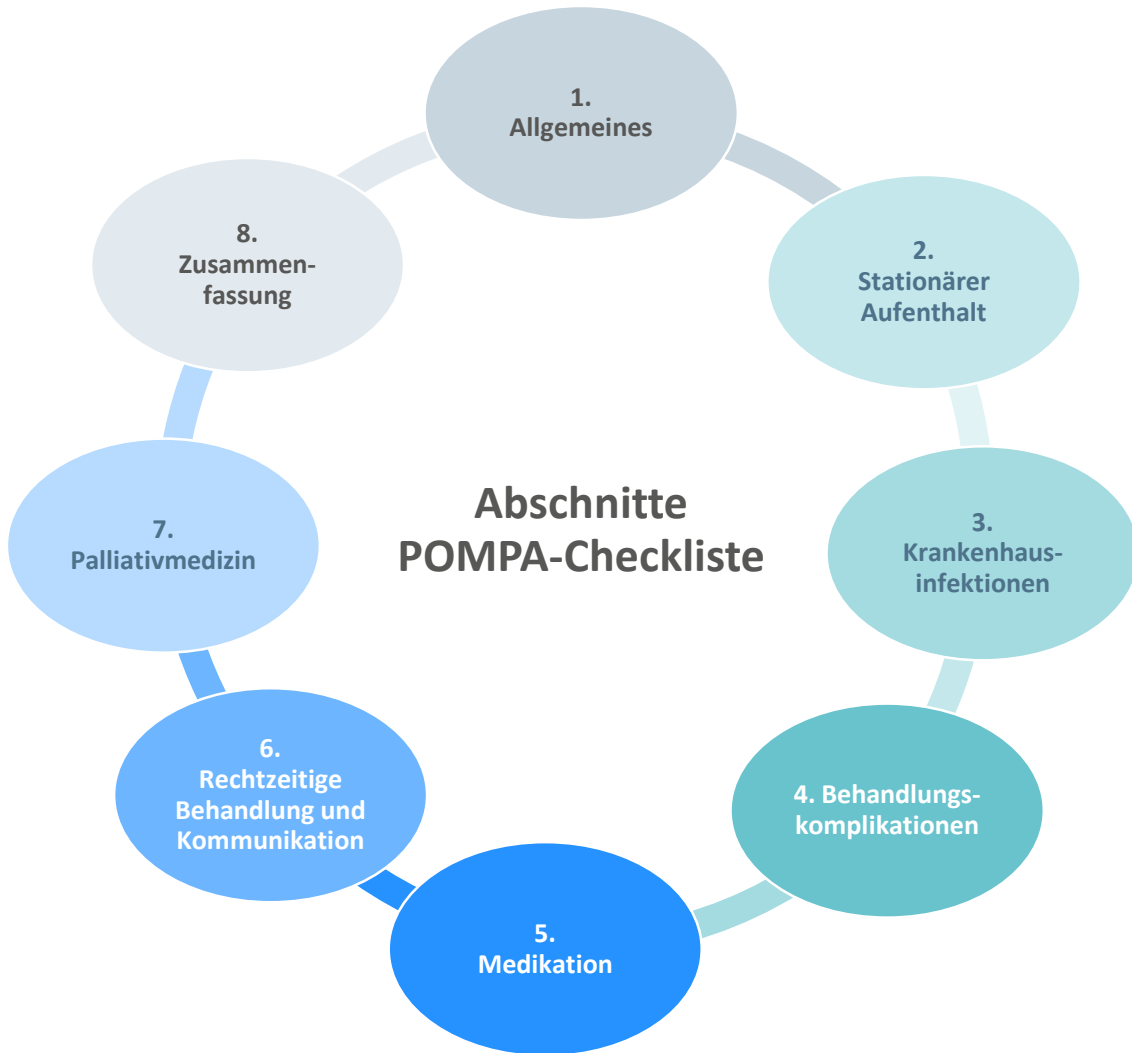 1.
Allgemeines
2.
Stationärer
Aufenthalt
3.
Krankenhaus-
infektionen
4. Behandlungs-
komplikationen
5.
Medikation
6.
Rechtzeitige
Behandlung und
Kommunikation
7.
Palliativmedizin
8.
Zusammen-
fassung
Abschnitte
POMPA-Checkliste